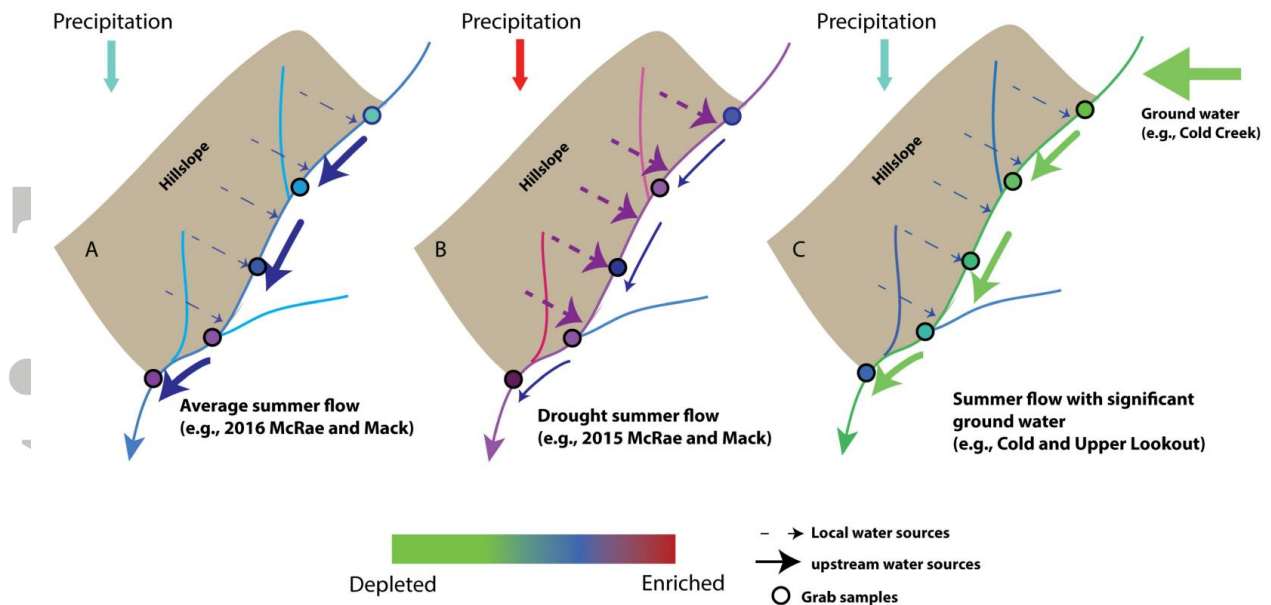 Precipitation
Hillslope
A
Average summer flow
(e.g., 2016 McRae and Mack)
Precipitation
Hillslope
B
Drought summer flow
(e.g., 2015 McRae and Mack)
Precipitation
Hillslope
C
Ground water
(e.g., Cold Creek)
Summer flow with significant
ground water
(e.g., Cold and Upper Lookout)
Depleted
Enriched
Local water sources
upstream water sources
Grab samples